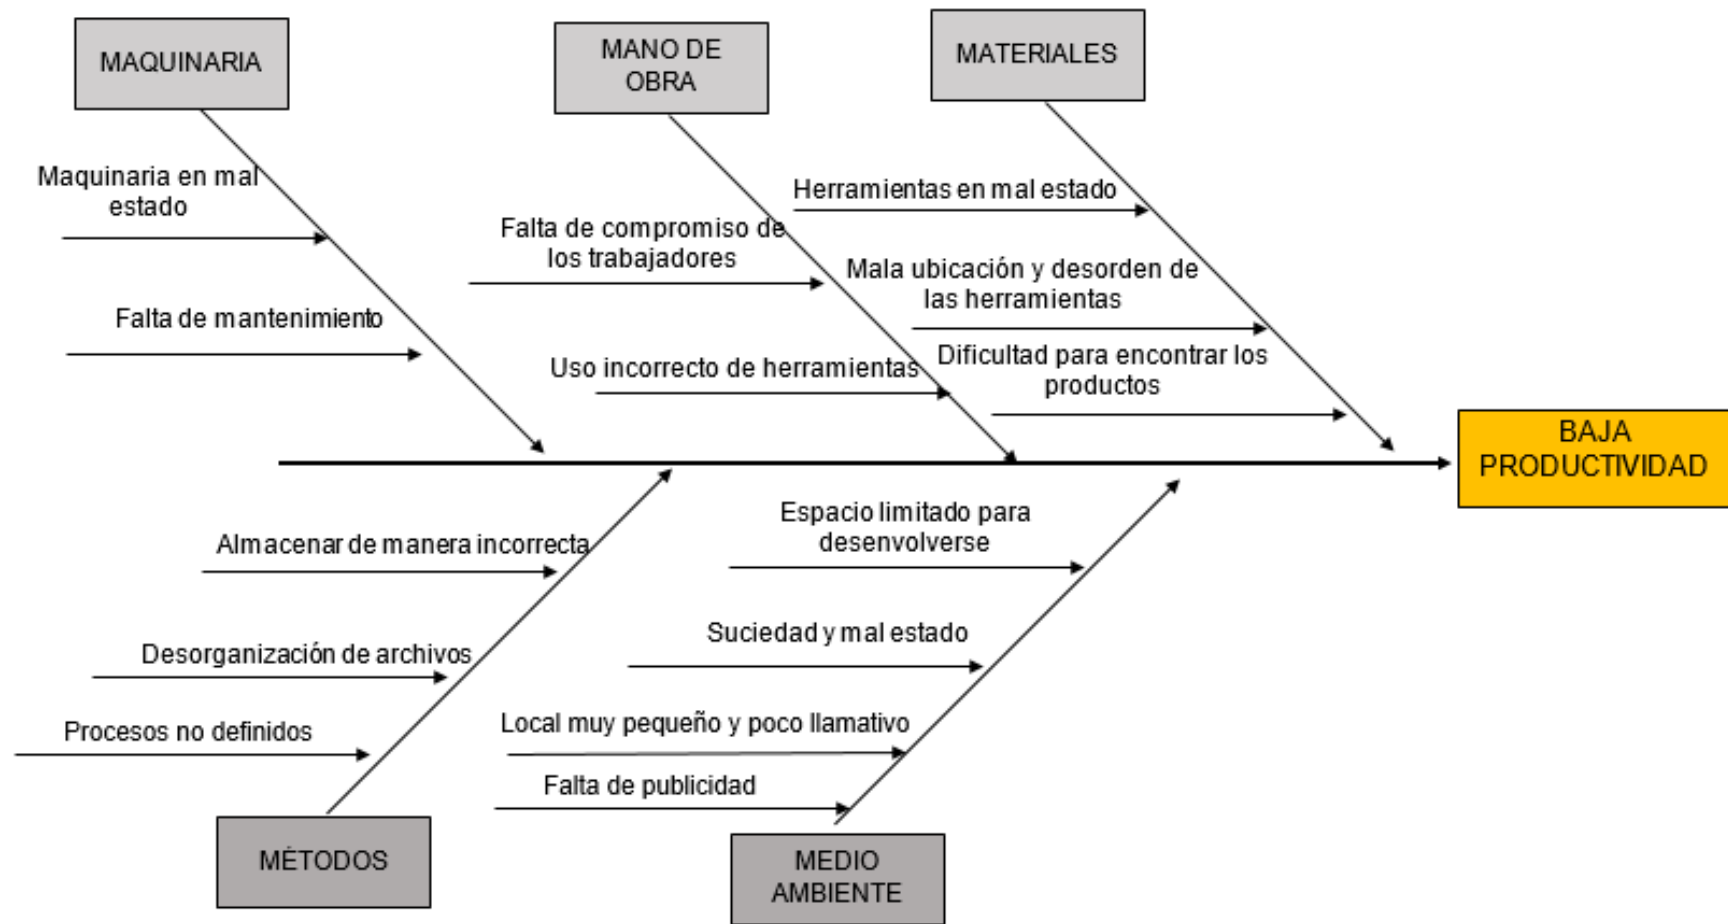 MAQUINARIA
MANO DE
OBRA
MATERIALES
Maquinaria en mal
estado
Falta de mantenimiento
Falta de compromiso de
los trabajadores
Uso incorrecto de herramientas
Herramientas en mal estado
Mala ubicación y desorden de
las herramientas
Dificultad para encontrar los
productos
BAJA
PRODUCTIVIDAD
Almacenar de manera incorrecta
Desorganización de archivos
Procesos no definidos
Espacio limitado para
desenvolverse
Suciedad y mal estado
Local muy pequeño y poco llamativo
Falta de publicidad
MÉTODOS
MEDIO
AMBIENTE